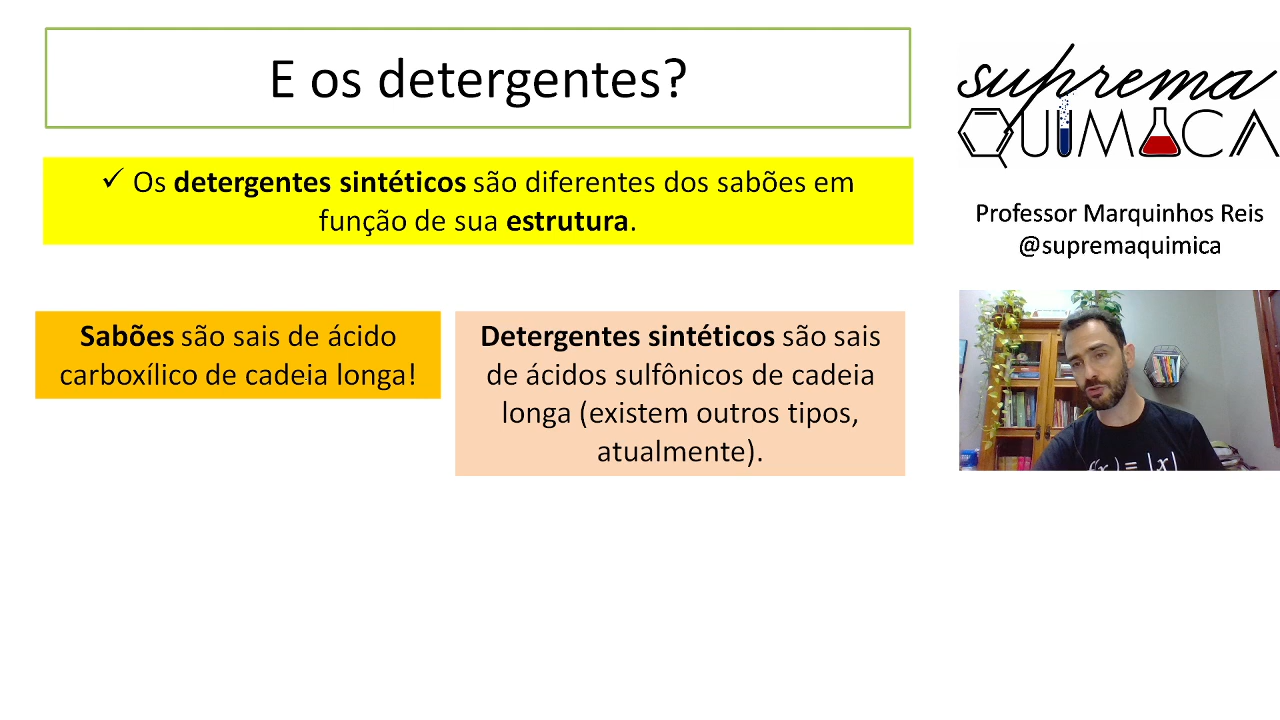 E os detergentes?
✓ Os detergentes sintéticos são diferentes dos sabões em
função de sua estrutura.
Sabões são sais de ácido
carboxílico de cadeia longa!
Detergentes sintéticos são sais
de ácidos sulfônicos de cadeia
longa (existem outros tipos,
atualmente).
suprema
QUÍMICA
Professor Marquinhos Reis
@supremaquimica